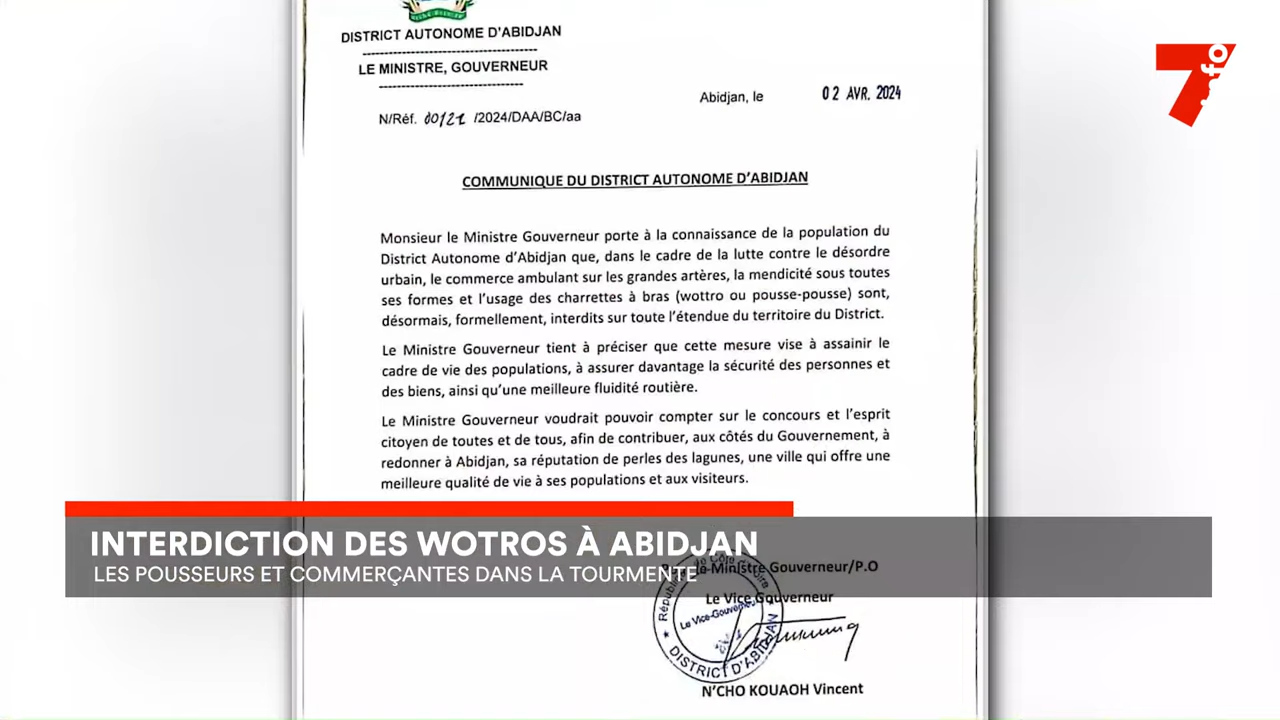 DISTRICT AUTONOME D'ABIDJAN
LE MINISTRE, GOUVERNEUR
7info
Abidjan, le 02 AVR. 2024
N/Réf. 00121 /2024/DAA/BC/aa
COMMUNIQUE DU DISTRICT AUTONOME D'ABIDJAN
Monsieur le Ministre Gouverneur porte à la connaissance de la population du
District Autonome d'Abidjan que, dans le cadre de la lutte contre le désordre
urbain, le commerce ambulant sur les grandes artères, la mendicité sous toutes
ses formes et l'usage des charrettes à bras (wottro ou pousse-pousse) sont,
désormais, formellement, interdits sur toute l'étendue du territoire du District.
Le Ministre Gouverneur tient à préciser que cette mesure vise à assainir le
cadre de vie des populations, à assurer davantage la sécurité des personnes et
des biens, ainsi qu'une meilleure fluidité routière.
Le Ministre Gouverneur voudrait pouvoir compter sur le concours et l'esprit
citoyen de toutes et de tous, afin de contribuer, aux côtés du Gouvernement, à
redonner à Abidjan, sa réputation de perles des lagunes, une ville qui offre une
meilleure qualité de vie à ses populations et aux visiteurs.
INTERDICTION DES WOTROS À ABIDJAN
LES POUSSEURS ET COMMERÇANTES DANS LA TOURMENTE
le Ministre Gouverneur/P.O
Le Vice Gouverneur
République de Côte d'Ivoire
Le Vice-Gouverneur
DISTRICT D'ABIDJAN
N'CHO KOUAOH Vincent